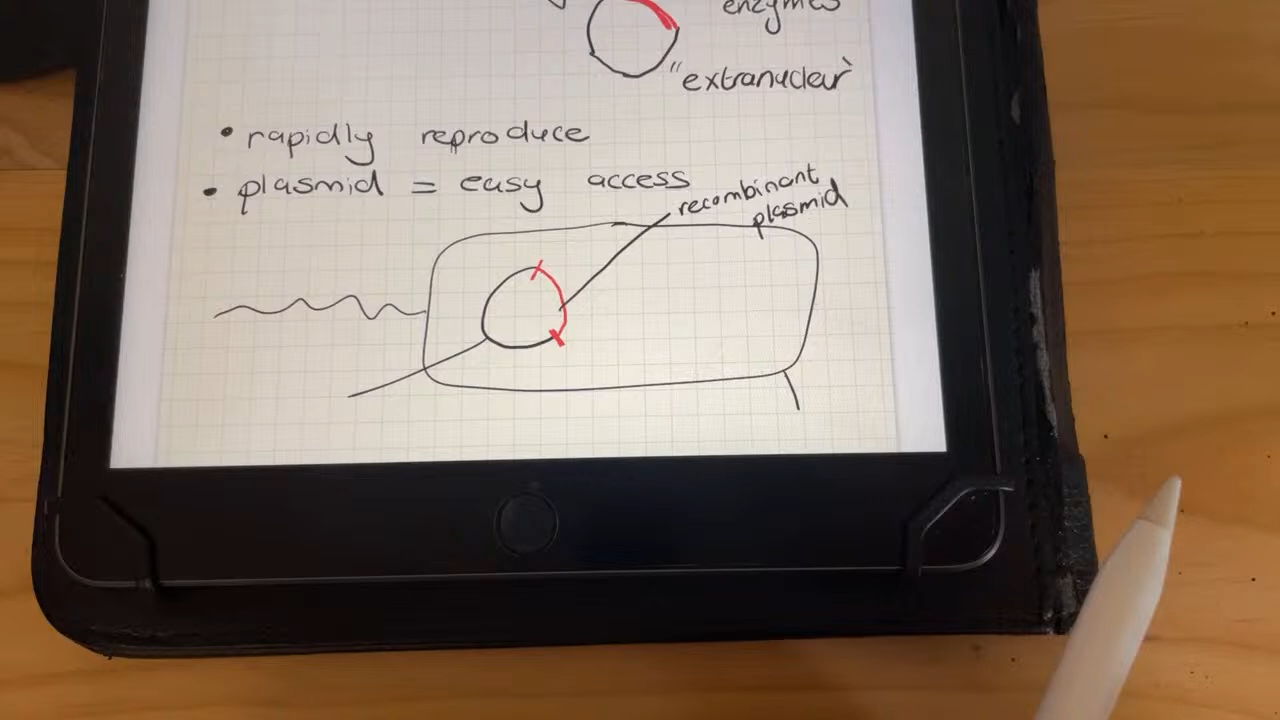 enzymes
"extranuclear"
• rapidly reproduce
• plasmid = easy access
recombinant
plasmid